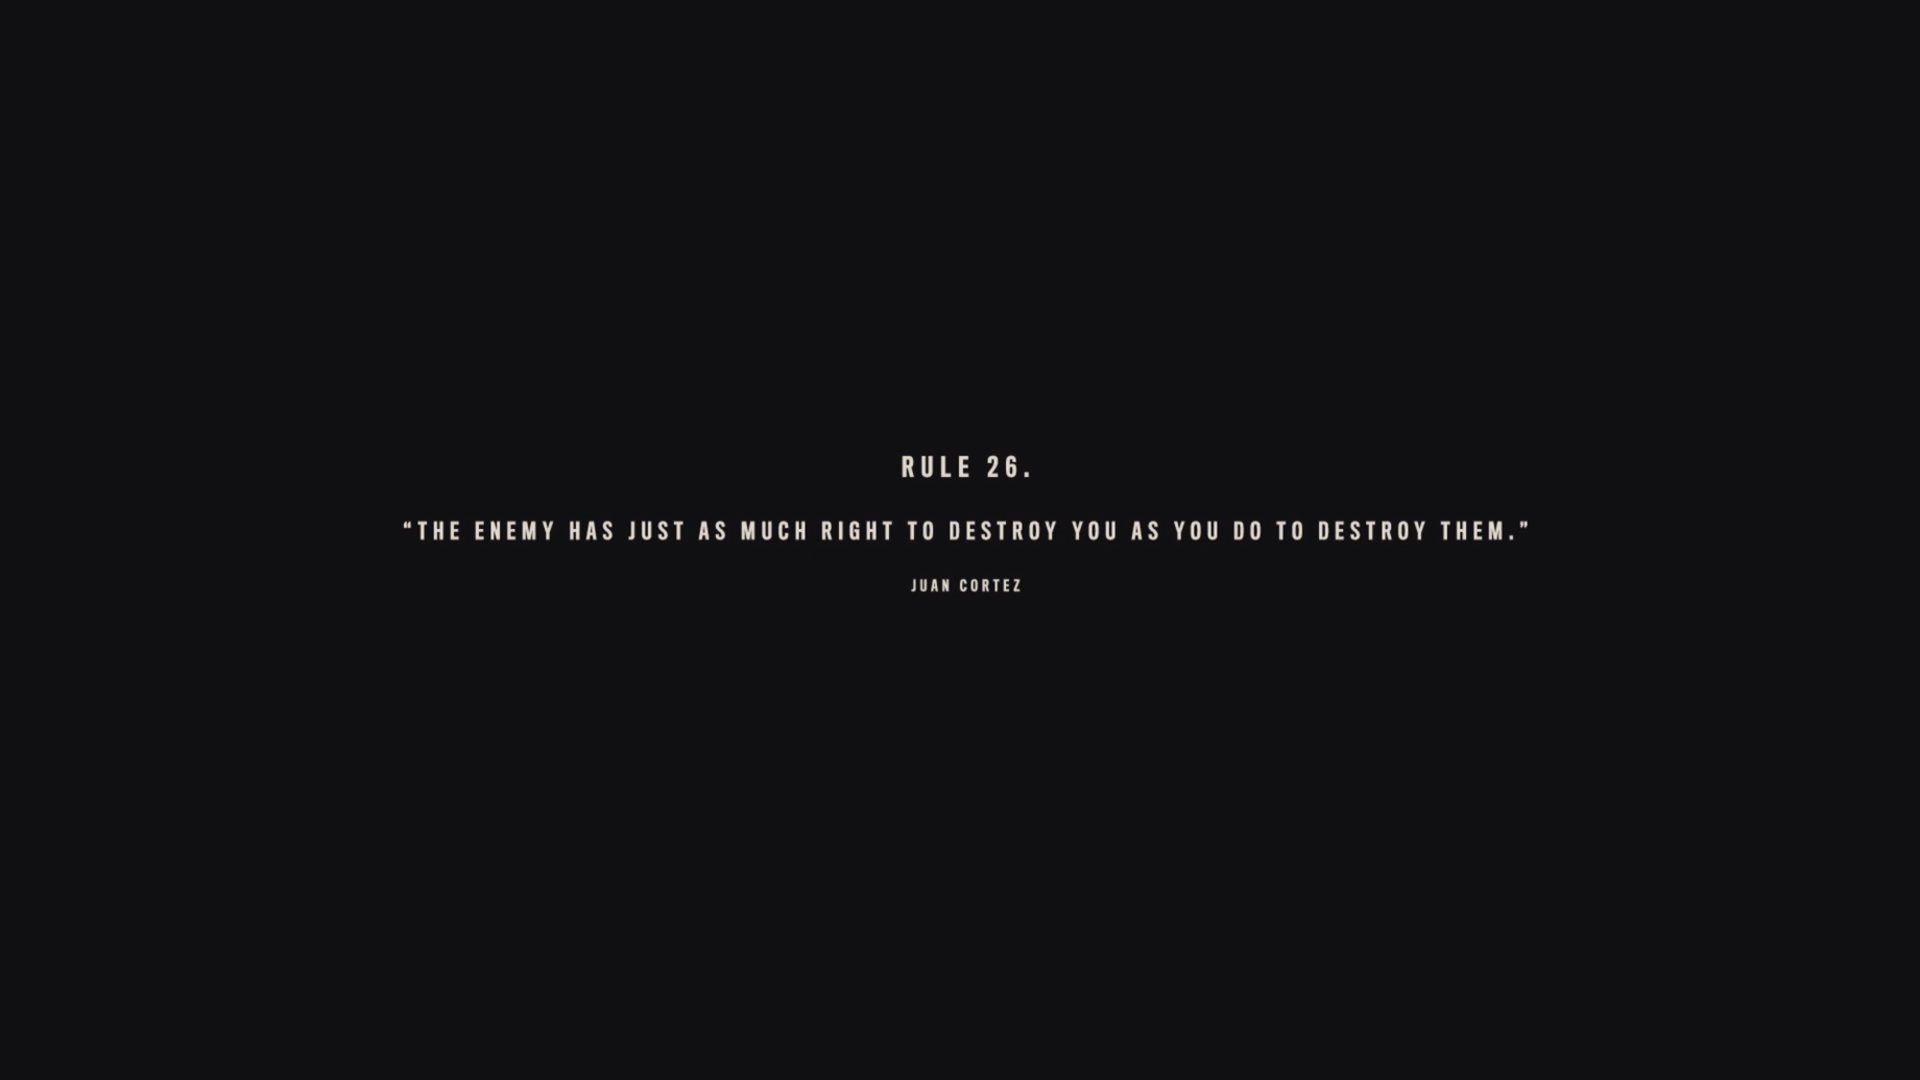 RULE 26.
“THE ENEMY HAS JUST AS MUCH RIGHT TO DESTROY YOU AS YOU DO TO DESTROY THEM.”
JUAN CORTEZ